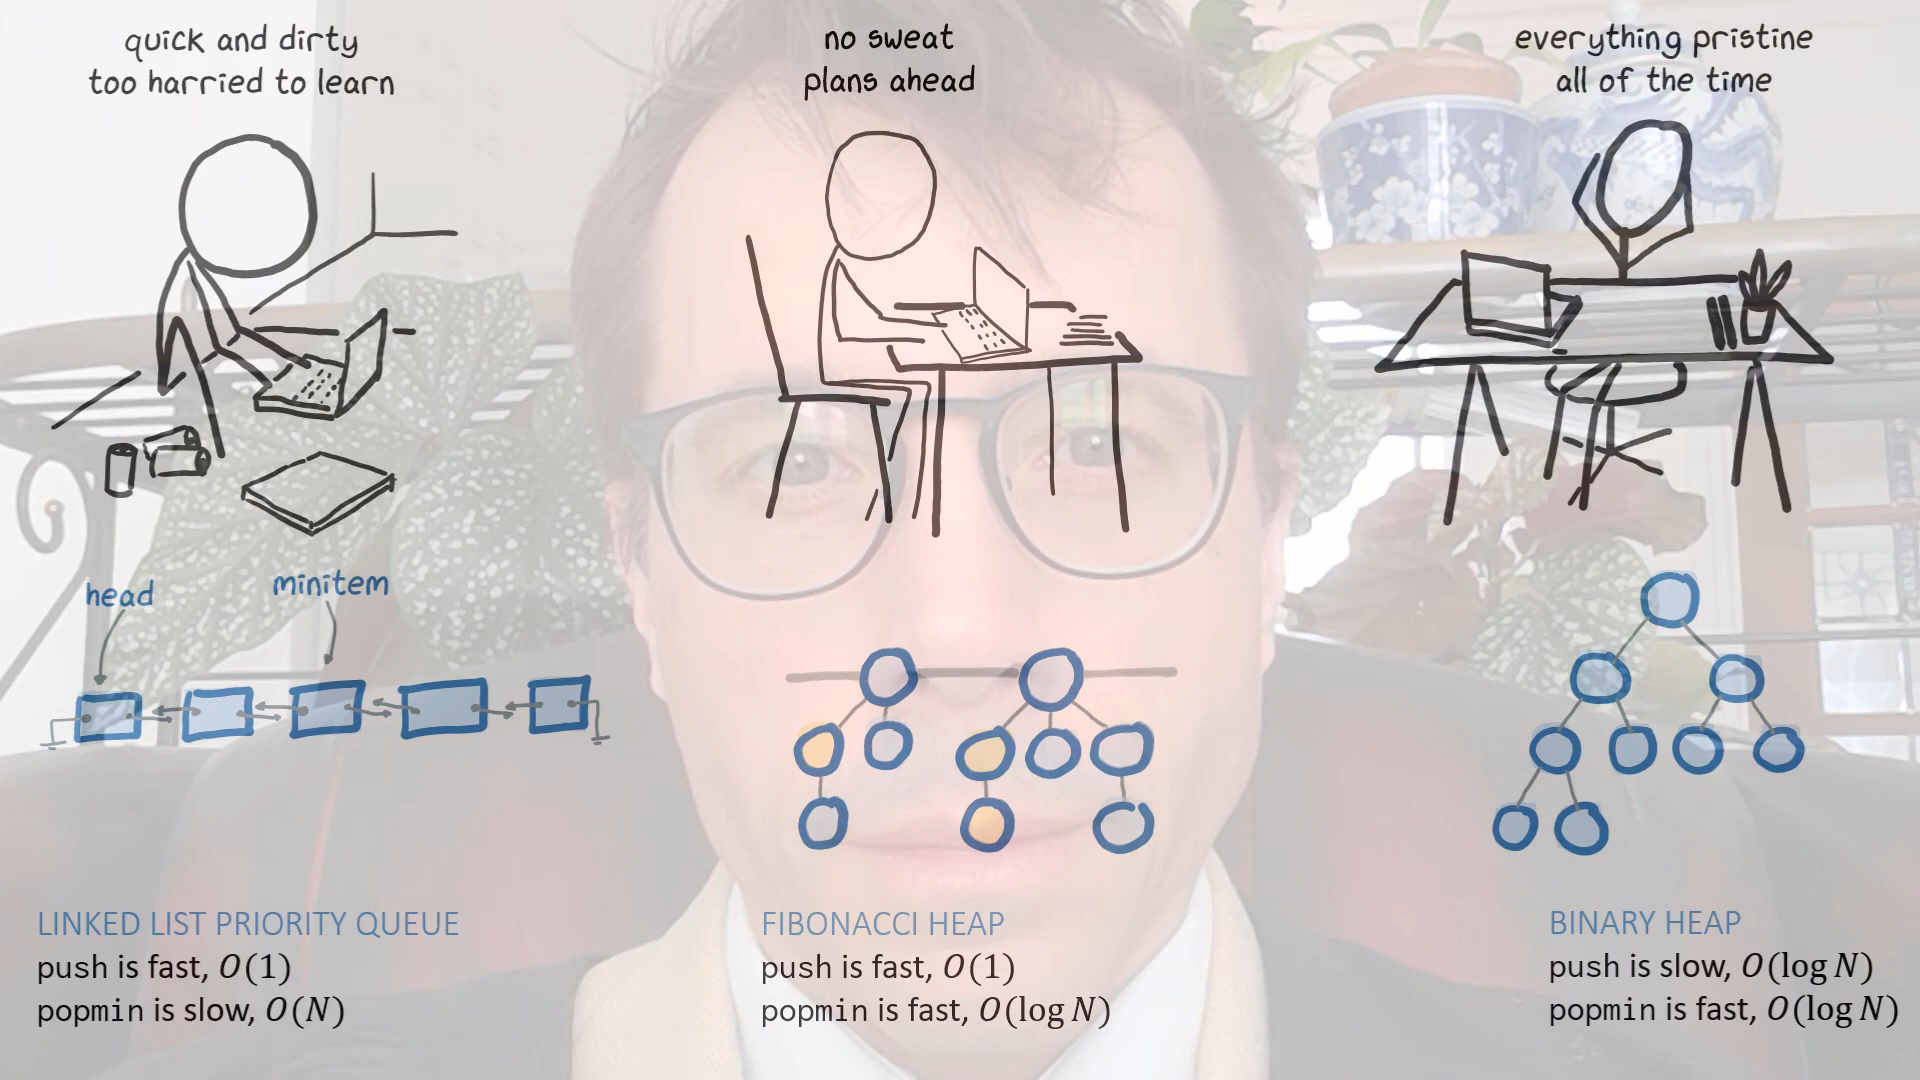 quick and dirty
too harried to learn
no sweat
plans ahead
everything pristine
all of the time
head
minitem
LINKED LIST PRIORITY QUEUE
push is fast, O(1)
popmin is slow, O(N)
FIBONACCI HEAP
push is fast, O(1)
popmin is fast, O(log N)
BINARY HEAP
push is slow, O(log N)
popmin is fast, O(log N)